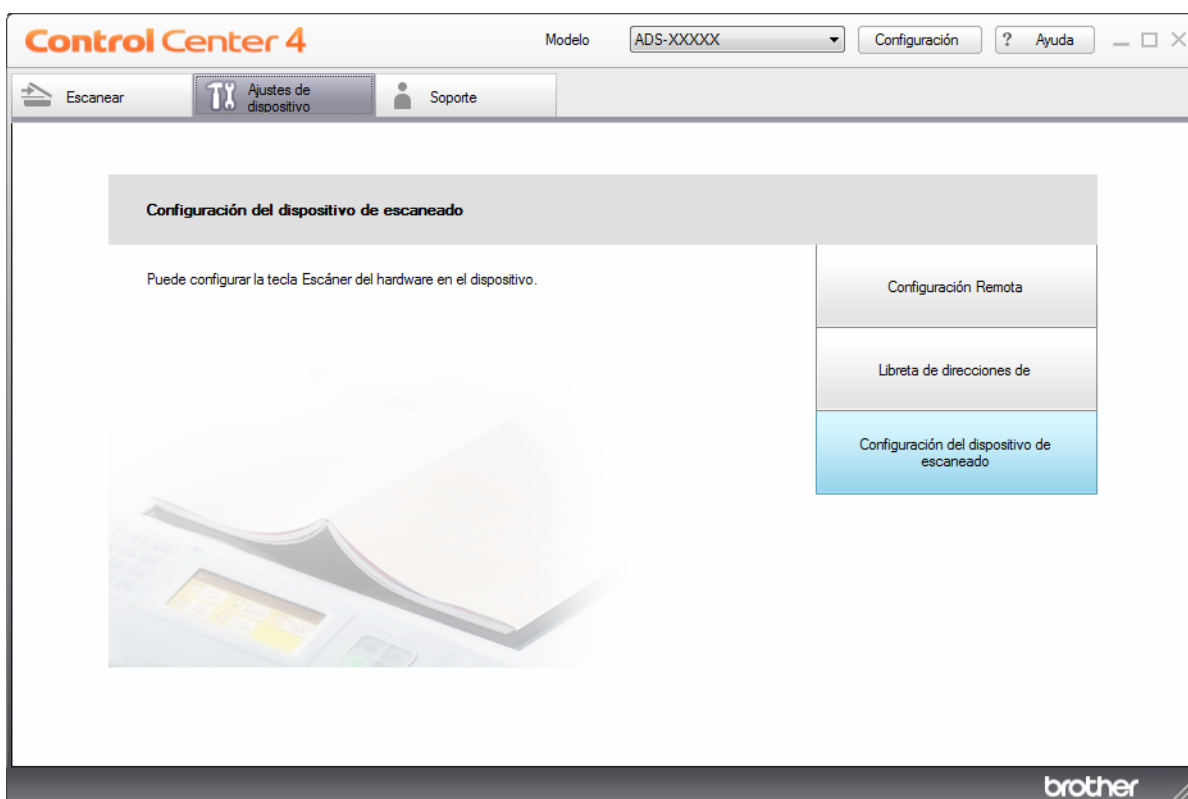 Control Center 4
Modelo
ADS-XXXXX
Configuración
? Ayuda
Escanear
Ajustes de
dispositivo
Soporte
Configuración del dispositivo de escaneado
Puede configurar la tecla Escáner del hardware en el dispositivo.
Configuración Remota
Libreta de direcciones de
Configuración del dispositivo de
escaneado
brother